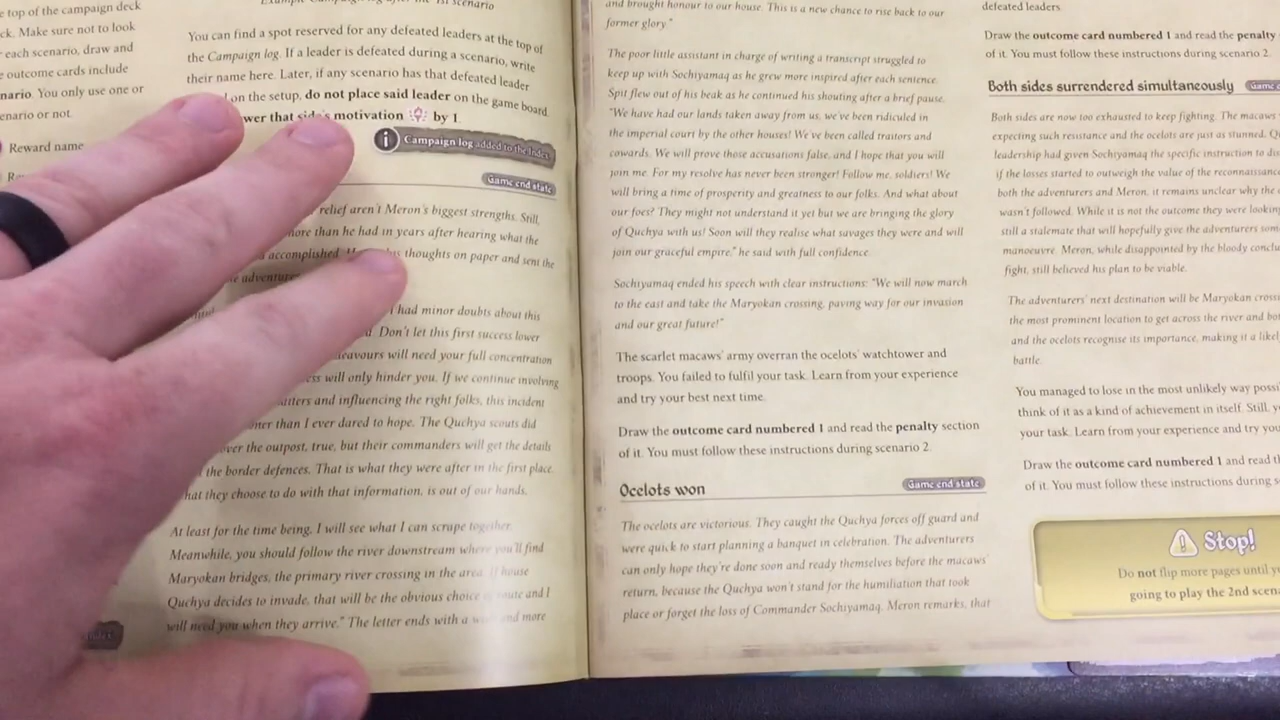 e top of the campaign deck
ck. Make sure not to look
each scenario, draw and
e outcome cards include
nario. You only use one or
enario or not.
Reward name
scenario
You can find a spot reserved for any defeated leaders at the top of
the Campaign log. If a leader is defeated during a scenario, write
their name here. Later, if any scenario has that defeated leader
on the setup, do not place said leader on the game board.
wer that side's motivation by 1.
i Campaign log added to the Index
Game end state
relief aren't Meron's biggest strengths. Still,
more than he had in years after hearing what the
accomplished. thoughts on paper and sent the
had minor doubts about this
Don't let this first success lower
deavours will need your full concentration
ess will only hinder you. If we continue involving
atters and influencing the right folks, this incident
oner than I ever dared to hope. The Quchya scouts did
over the outpost, true, but their commanders will get the details
the border defences. That is what they were after in the first place.
hat they choose to do with that information, is out of our hands.
At least for the time being, I will see what I can scrape together.
Meanwhile, you should follow the river downstream where you'll find
Maryokan bridges, the primary river crossing in the area. If house
Quchya decides to invade, that will be the obvious choice route and I
will need you when they arrive." The letter ends with a and more
and brought honour to our house. This is a new chance to rise back to our
former glory."
The poor little assistant in charge of writing a transcript struggled to
keep up with Sochiyamaq as he grew more inspired after each sentence.
Spit flew out of his beak as he continued his shouting after a brief pause.
"We have had our lands taken away from us, we've been ridiculed in
the imperial court by the other houses! We've been called traitors and
cowards. We will prove those accusations false, and I hope that you will
join me. For my resolve has never been stronger! Follow me, soldiers! We
will bring a time of prosperity and greatness to our folks. And what about
our foes? They might not understand it yet but we are bringing the glory
of Quchya with us! Soon will they realise what savages they were and will
join our graceful empire," he said with full confidence.
Sochiyamaq ended his speech with clear instructions: "We will now march
to the east and take the Maryokan crossing, paving way for our invasion
and our great future!"
The scarlet macaws' army overran the ocelots' watchtower and
troops. You failed to fulfil your task. Learn from your experience
and try your best next time.
Draw the outcome card numbered 1 and read the penalty section
of it. You must follow these instructions during scenario 2.
Ocelots won Game end state
The ocelots are victorious. They caught the Quchya forces off guard and
were quick to start planning a banquet in celebration. The adventurers
can only hope they're done soon and ready themselves before the macaws'
return, because the Quchya won't stand for the humiliation that took
place or forget the loss of Commander Sochiyamaq. Meron remarks, that
defeated leaders.
Draw the outcome card numbered 1 and read the penalty
of it. You must follow these instructions during scenario 2.
Both sides surrendered simultaneously Game
Both sides are now too exhausted to keep fighting. The macaws
expecting such resistance and the ocelots are just as stunned. Q
leadership had given Sochiyamaq the specific instruction to dis
if the losses started to outweigh the value of the reconnaissanc
both the adventurers and Meron, it remains unclear why the
wasn't followed. While it is not the outcome they were lookin
still a stalemate that will hopefully give the adventurers som
manoeuvre. Meron, while disappointed by the bloody conclu
fight, still believed his plan to be viable.
The adventurers' next destination will be Maryokan cross
the most prominent location to get across the river and bo
and the ocelots recognise its importance, making it a likel
battle.
You managed to lose in the most unlikely way possi
think of it as a kind of achievement in itself. Still, y
your task. Learn from your experience and try you
Draw the outcome card numbered 1 and read t
of it. You must follow these instructions during s
Stop!
Do not flip more pages until y
going to play the 2nd scena